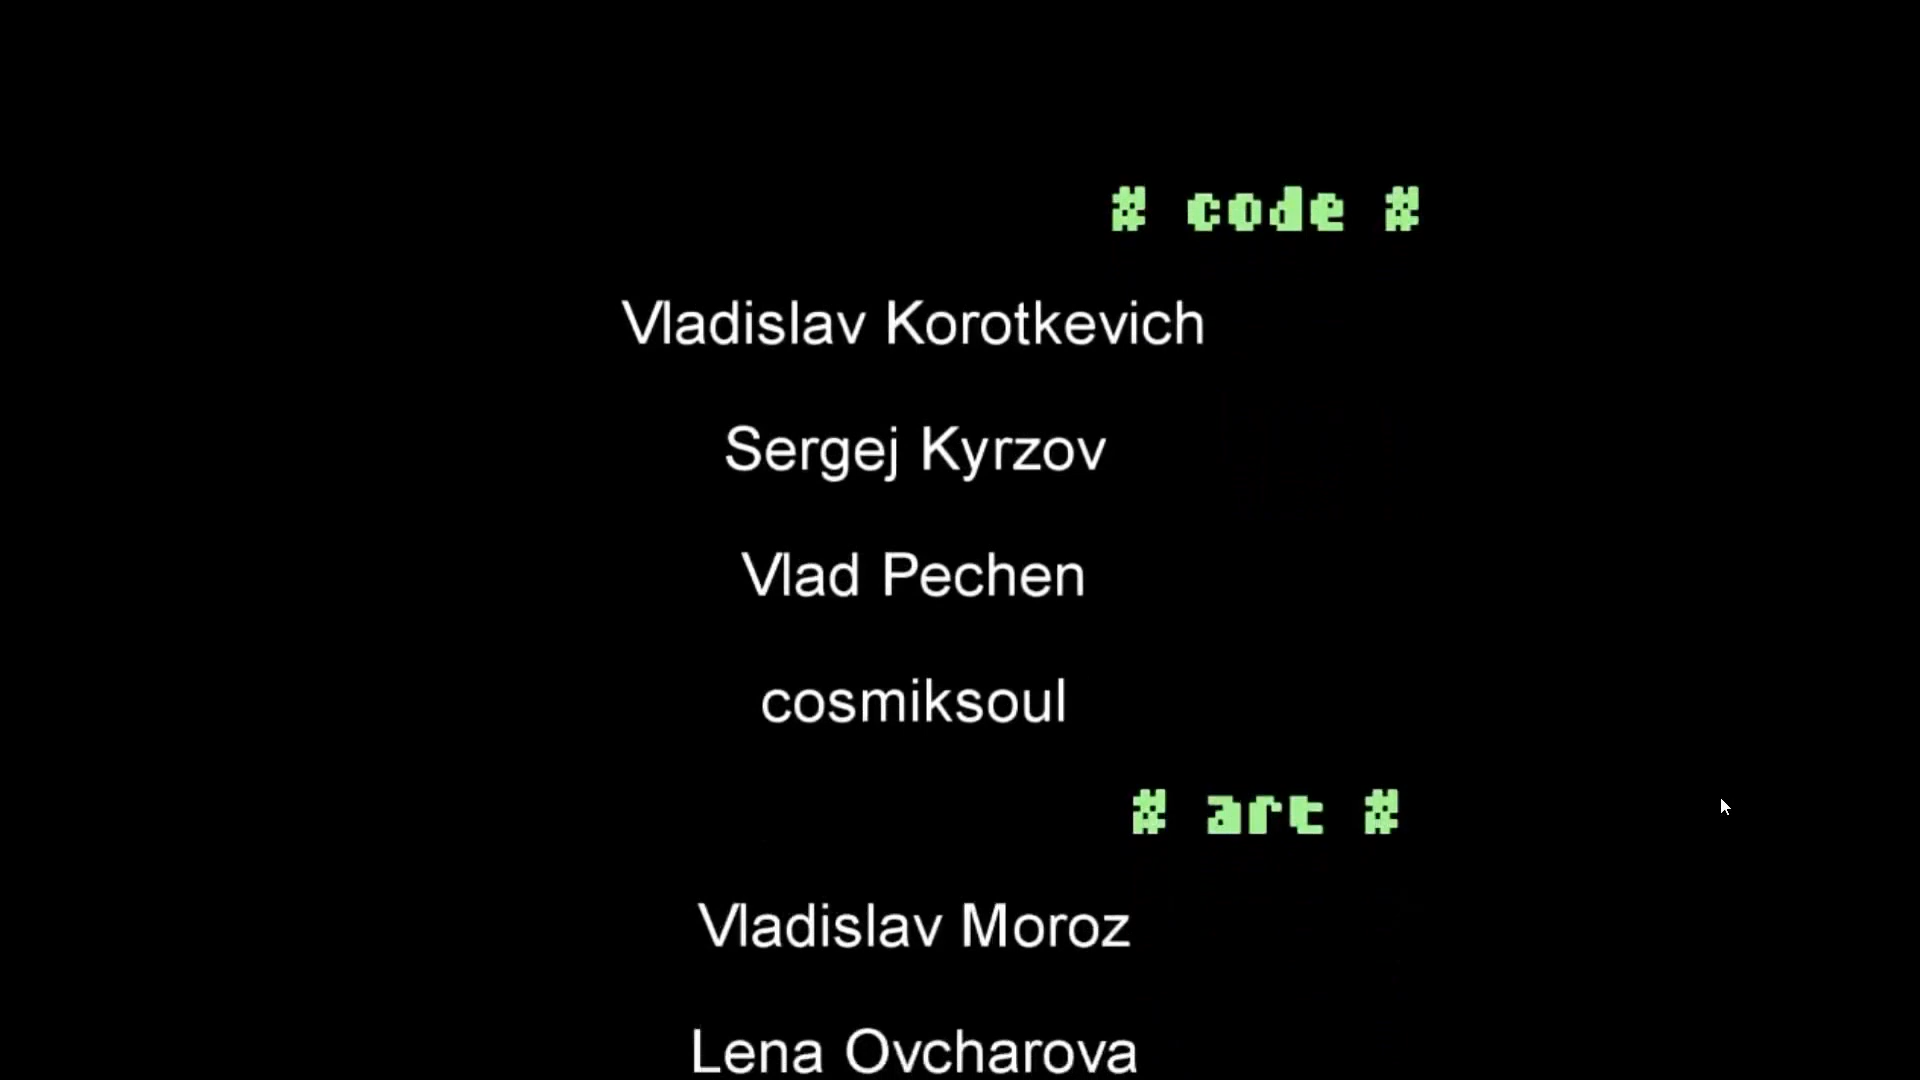 # code #
Vladislav Korotkevich
Sergej Kyrzov
Vlad Pechen
cosmiksoul
# art #
Vladislav Moroz
Lena Ovcharova